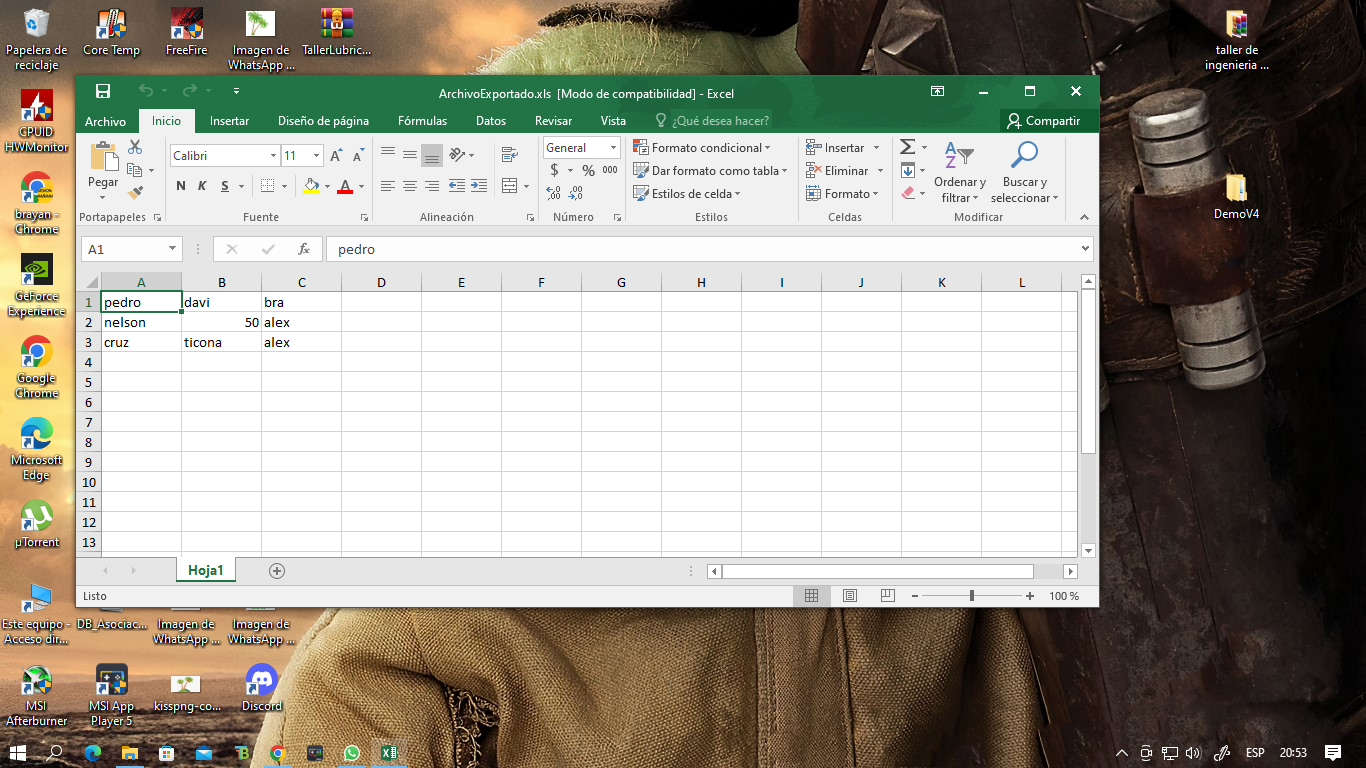 Papelera de
reciclaje
Core Temp
FreeFire
Imagen de
WhatsApp ...
TallerLubric...
taller de
ingenieria ...
CPUID
HWMonitor
brayan -
Chrome
GeForce
Experience
Google
Chrome
Microsoft
Edge
µTorrent
Este equipo -
Acceso dir...
DB_Asociac...
Imagen de
WhatsApp ...
Imagen de
WhatsApp ...
MSI
Afterburner
MSI App
Player 5
kisspng-co...
Discord
DemoV4
ArchivoExportado.xls [Modo de compatibilidad] - Excel
Archivo Inicio Insertar Diseño de página Fórmulas Datos Revisar Vista ¿Qué desea hacer? Compartir
Pegar
Portapapeles
Calibri 11
N K S
Fuente
Alineación
General
$ % 000
Número
Formato condicional
Dar formato como tabla
Estilos de celda
Estilos
Insertar
Eliminar
Formato
Celdas
Ordenar y
filtrar
Buscar y
seleccionar
Modificar
A1 fx pedro
A B C D E F G H I J K L
1 pedro davi bra
2 nelson 50 alex
3 cruz ticona alex
4
5
6
7
8
9
10
11
12
13
Hoja1
Listo 100 %
ESP 20:53